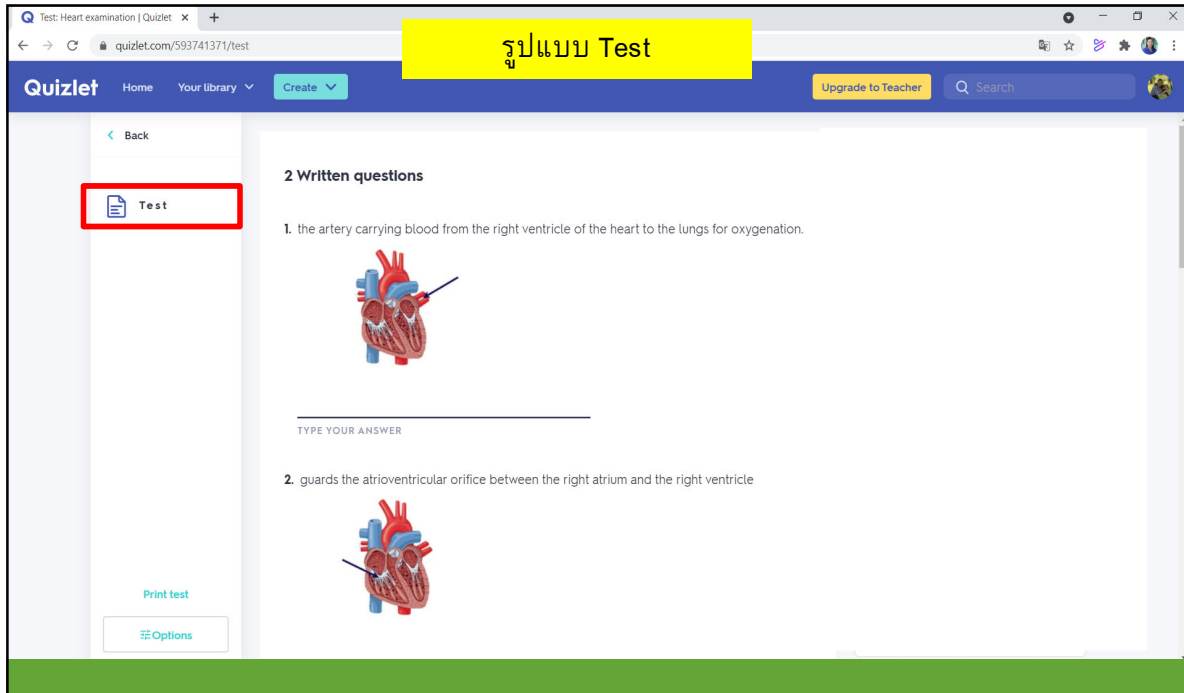 Test: Heart examination | Quizlet
quizlet.com/593741371/test
รูปแบบ Test
Quizlet Home Your library Create Upgrade to Teacher Search
Back
Test
2 Written questions
1. the artery carrying blood from the right ventricle of the heart to the lungs for oxygenation.
TYPE YOUR ANSWER
2. guards the atrioventricular orifice between the right atrium and the right ventricle
Print test
Options